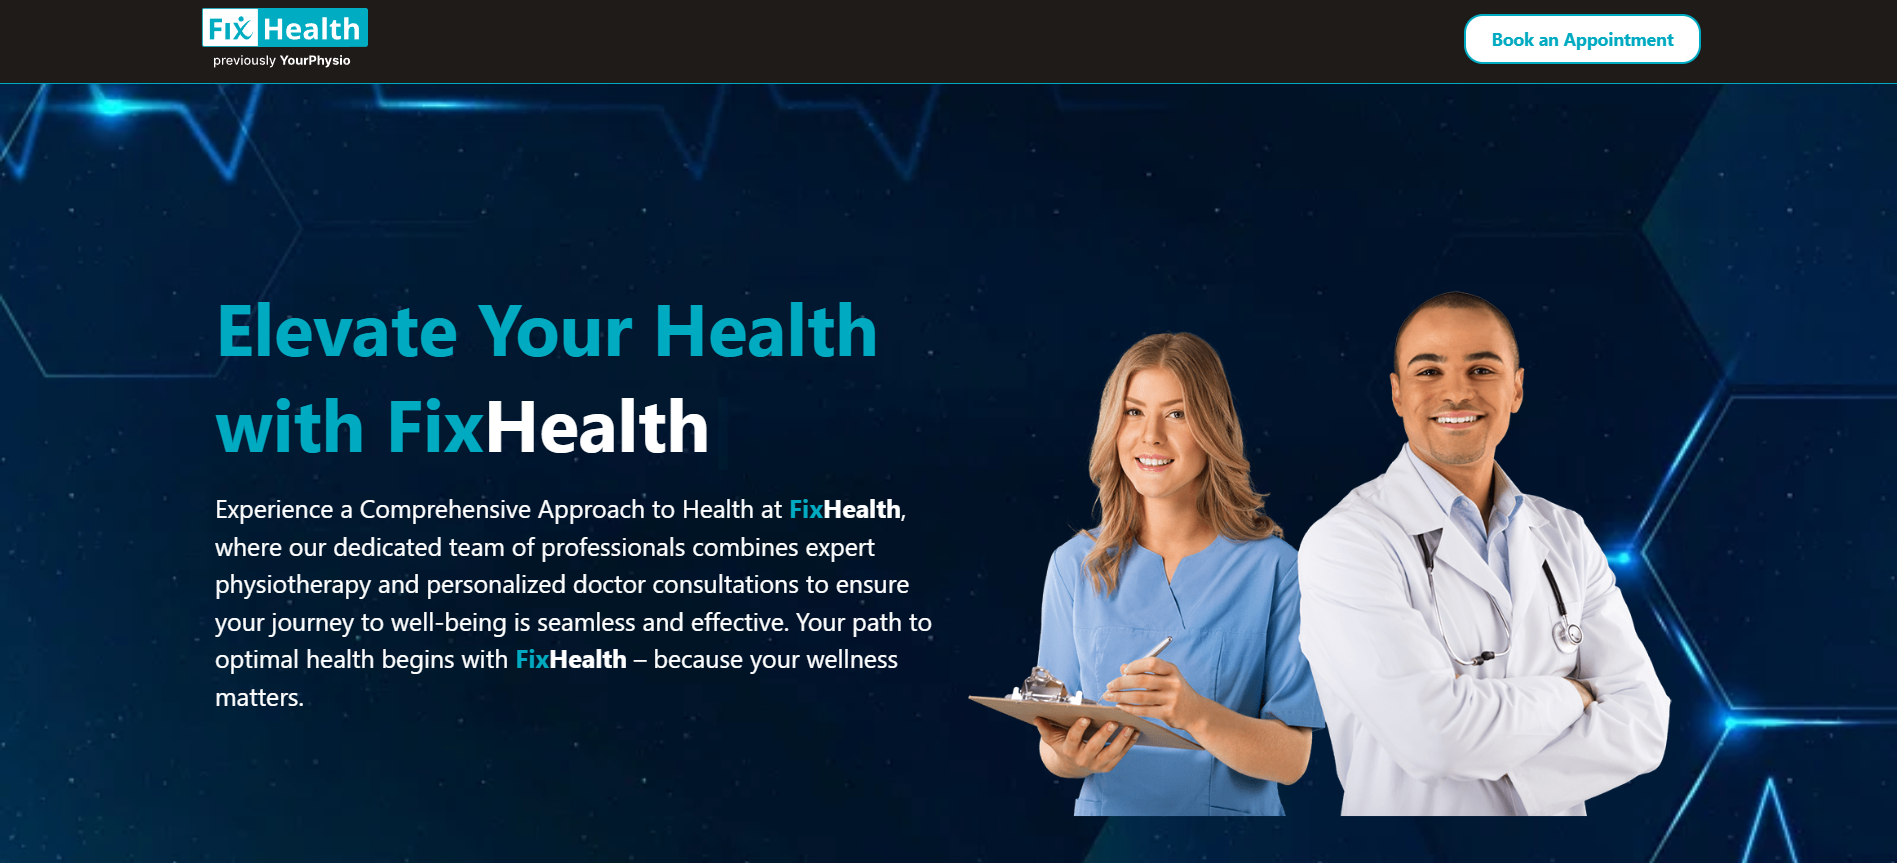 Fix Health
previously YourPhysio
Book an Appointment
Elevate Your Health
with FixHealth
Experience a Comprehensive Approach to Health at FixHealth,
where our dedicated team of professionals combines expert
physiotherapy and personalized doctor consultations to ensure
your journey to well-being is seamless and effective. Your path to
optimal health begins with FixHealth – because your wellness
matters.